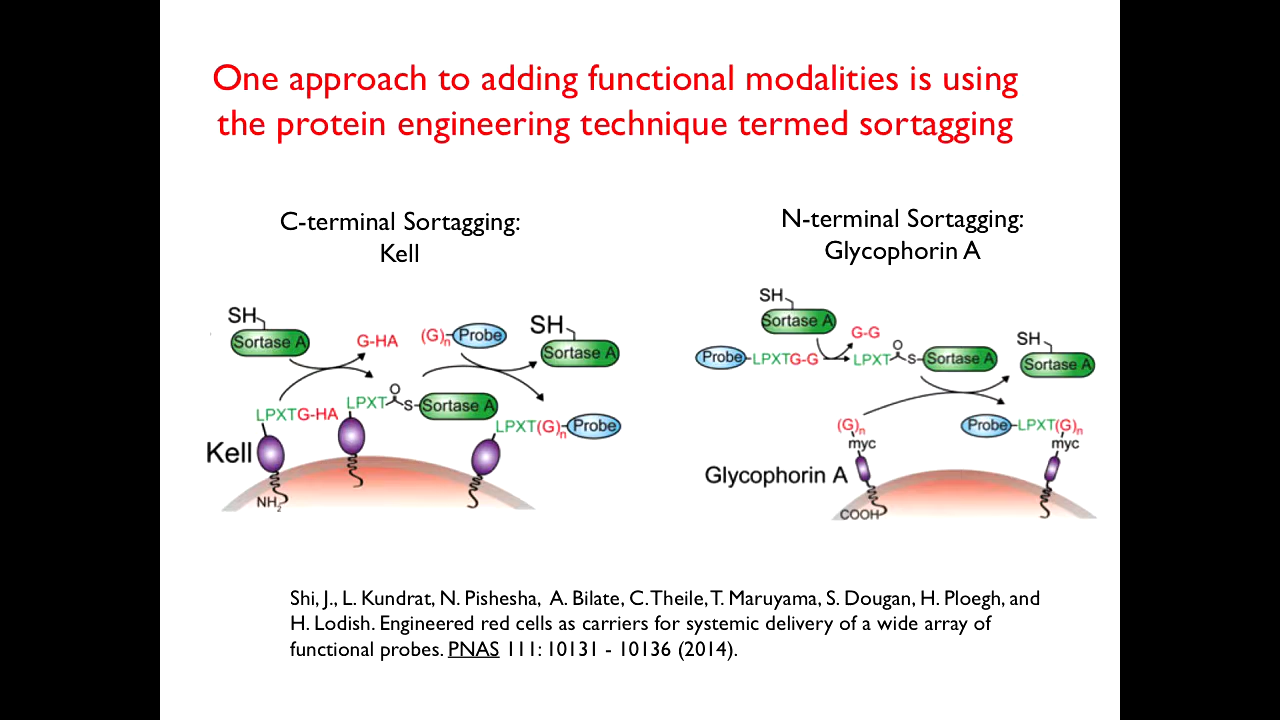 One approach to adding functional modalities is using
the protein engineering technique termed sortagging
C-terminal Sortagging:
Kell
N-terminal Sortagging:
Glycophorin A
SH
Sortase A
G-HA
(G)n Probe
SH
Sortase A
LPXTG-HA
LPXT
O
S
Sortase A
LPXT(G)n Probe
Kell
NH2
SH
Sortase A
G-G
Probe LPXTG-G
LPXT
O
S
Sortase A
SH
Sortase A
(G)n
myc
Probe LPXT(G)n
myc
Glycophorin A
COOH
Shi, J., L. Kundrat, N. Pishesha, A. Bilate, C. Theile, T. Maruyama, S. Dougan, H. Ploegh, and
H. Lodish. Engineered red cells as carriers for systemic delivery of a wide array of
functional probes. PNAS 111: 10131 - 10136 (2014).